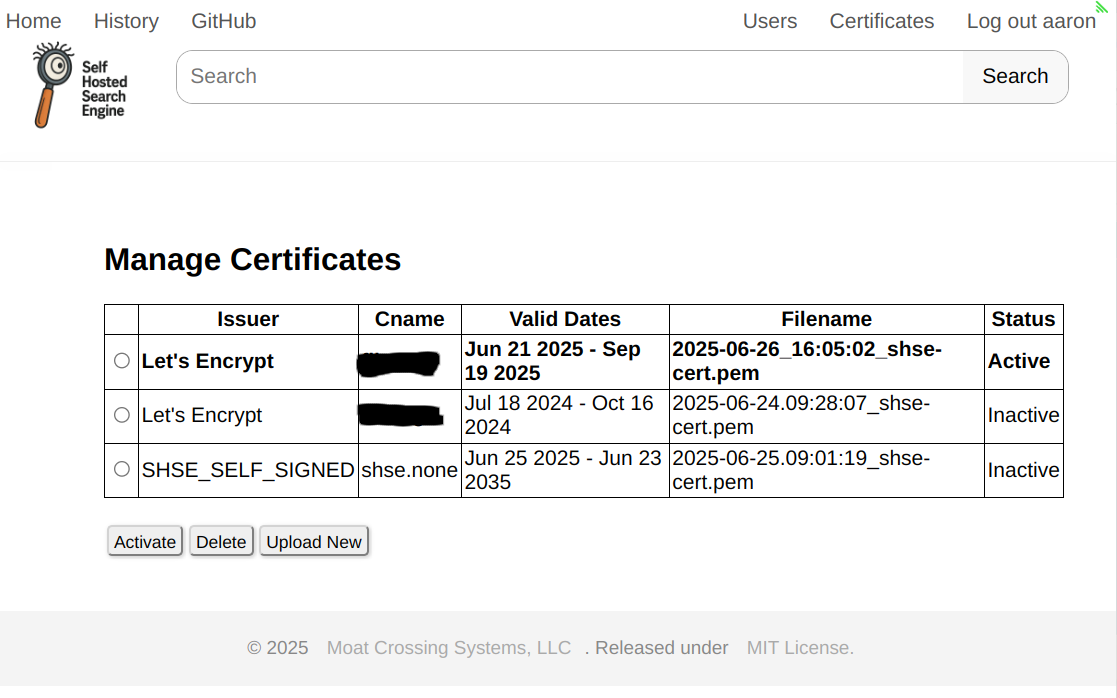 Home History GitHub Users Certificates Log out aaron
Self
Hosted
Search
Engine
Search Search
Manage Certificates
Issuer Cname Valid Dates Filename Status
Let's Encrypt Jun 21 2025 - Sep 19 2025 2025-06-26_16:05:02_shse-cert.pem Active
Let's Encrypt Jul 18 2024 - Oct 16 2024 2025-06-24.09:28:07_shse-cert.pem Inactive
SHSE_SELF_SIGNED shse.none Jun 25 2025 - Jun 23 2035 2025-06-25.09:01:19_shse-cert.pem Inactive
Activate Delete Upload New
© 2025 Moat Crossing Systems, LLC . Released under MIT License.